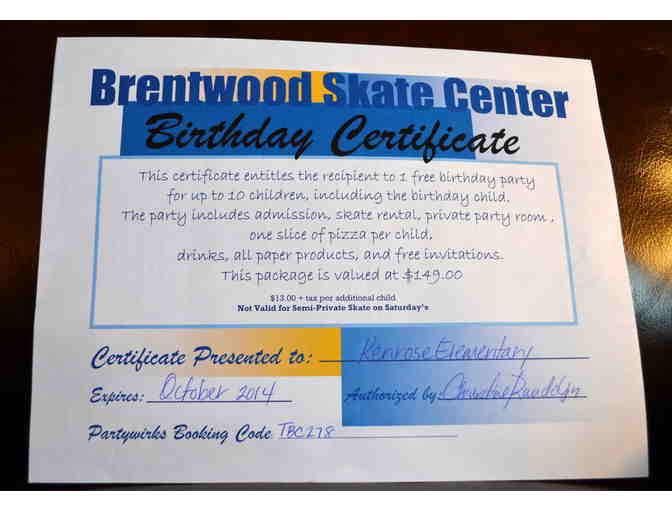 Brentwood Skate Center
Birthday Certificate
This certificate entitles the recipient to 1 free birthday party
for up to 10 children, including the birthday child.
The party includes admission, skate rental, private party room ,
one slice of pizza per child,
drinks, all paper products, and free invitations.
This package is valued at $149.00
$13.00 + tax per additional child
Not Valid for Semi-Private Skate on Saturday's
Certificate Presented to: Kenrose Elementary
Expires: October 2014 Authorized by:
Partywirks Booking Code TBC278